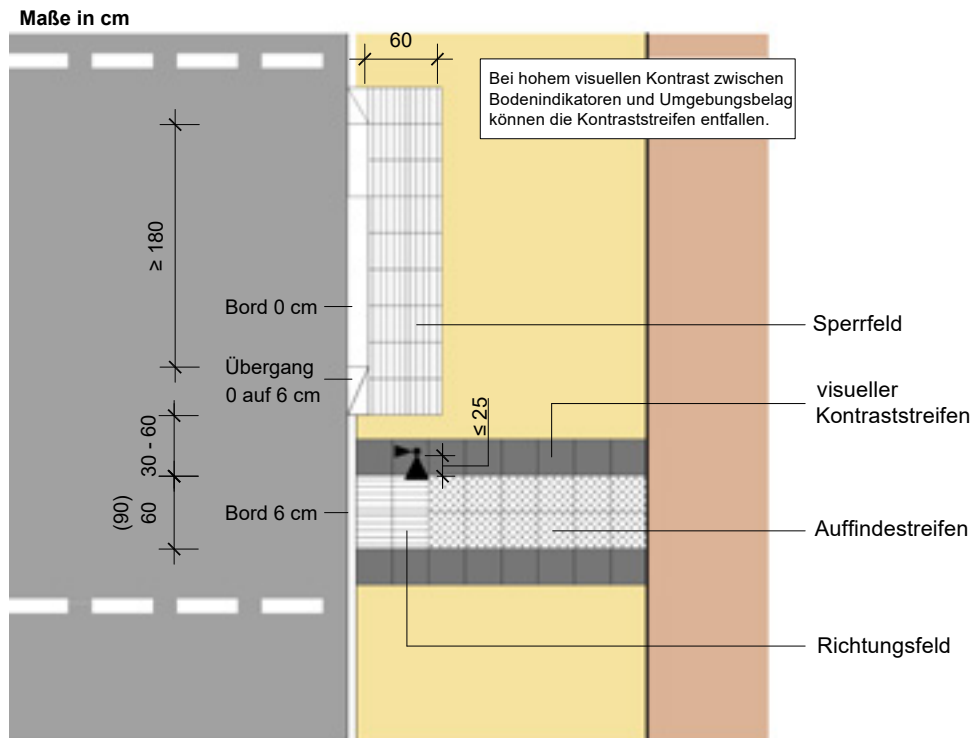 Maße in cm
60
Bei hohem visuellen Kontrast zwischen
Bodenindikatoren und Umgebungsbelag
können die Kontraststreifen entfallen.
≥ 180
Bord 0 cm
Sperrfeld
Übergang
0 auf 6 cm
≤ 25
visueller
Kontraststreifen
30 - 60
(90)
60
Bord 6 cm
Auffindestreifen
Richtungsfeld